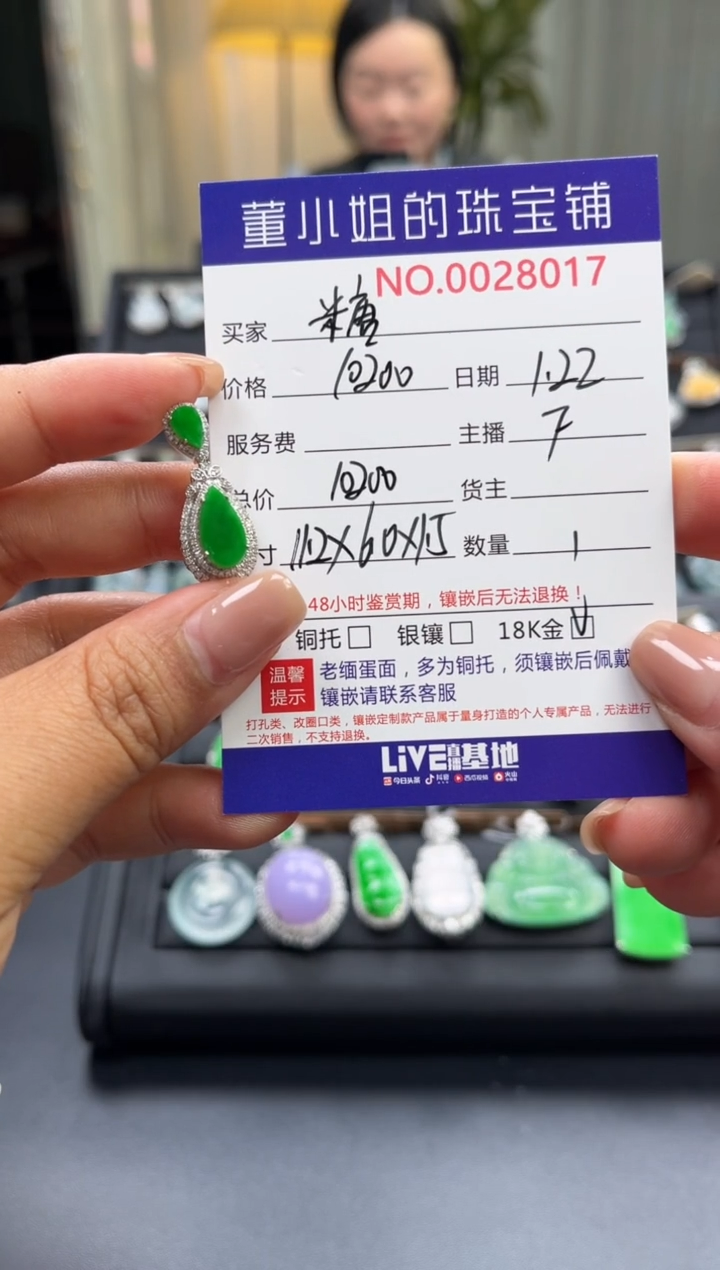 董小姐的珠宝铺
NO.0028017
买家 糖
价格 10200 日期 1.22
服务费 主播 7
总价 10200 货主
寸 11.2X6.0X1.5 数量 1
48小时鉴赏期，镶嵌后无法退换！
铜托□ 银镶□ 18K金☑
温馨提示 老缅蛋面，多为铜托，须镶嵌后佩戴
镶嵌请联系客服
打孔类、改圈口类，镶嵌定制款产品属于量身打造的个人专属产品，无法进行
二次销售，不支持退换。
LiVE直播基地
今日头条 抖音 西瓜视频 火山